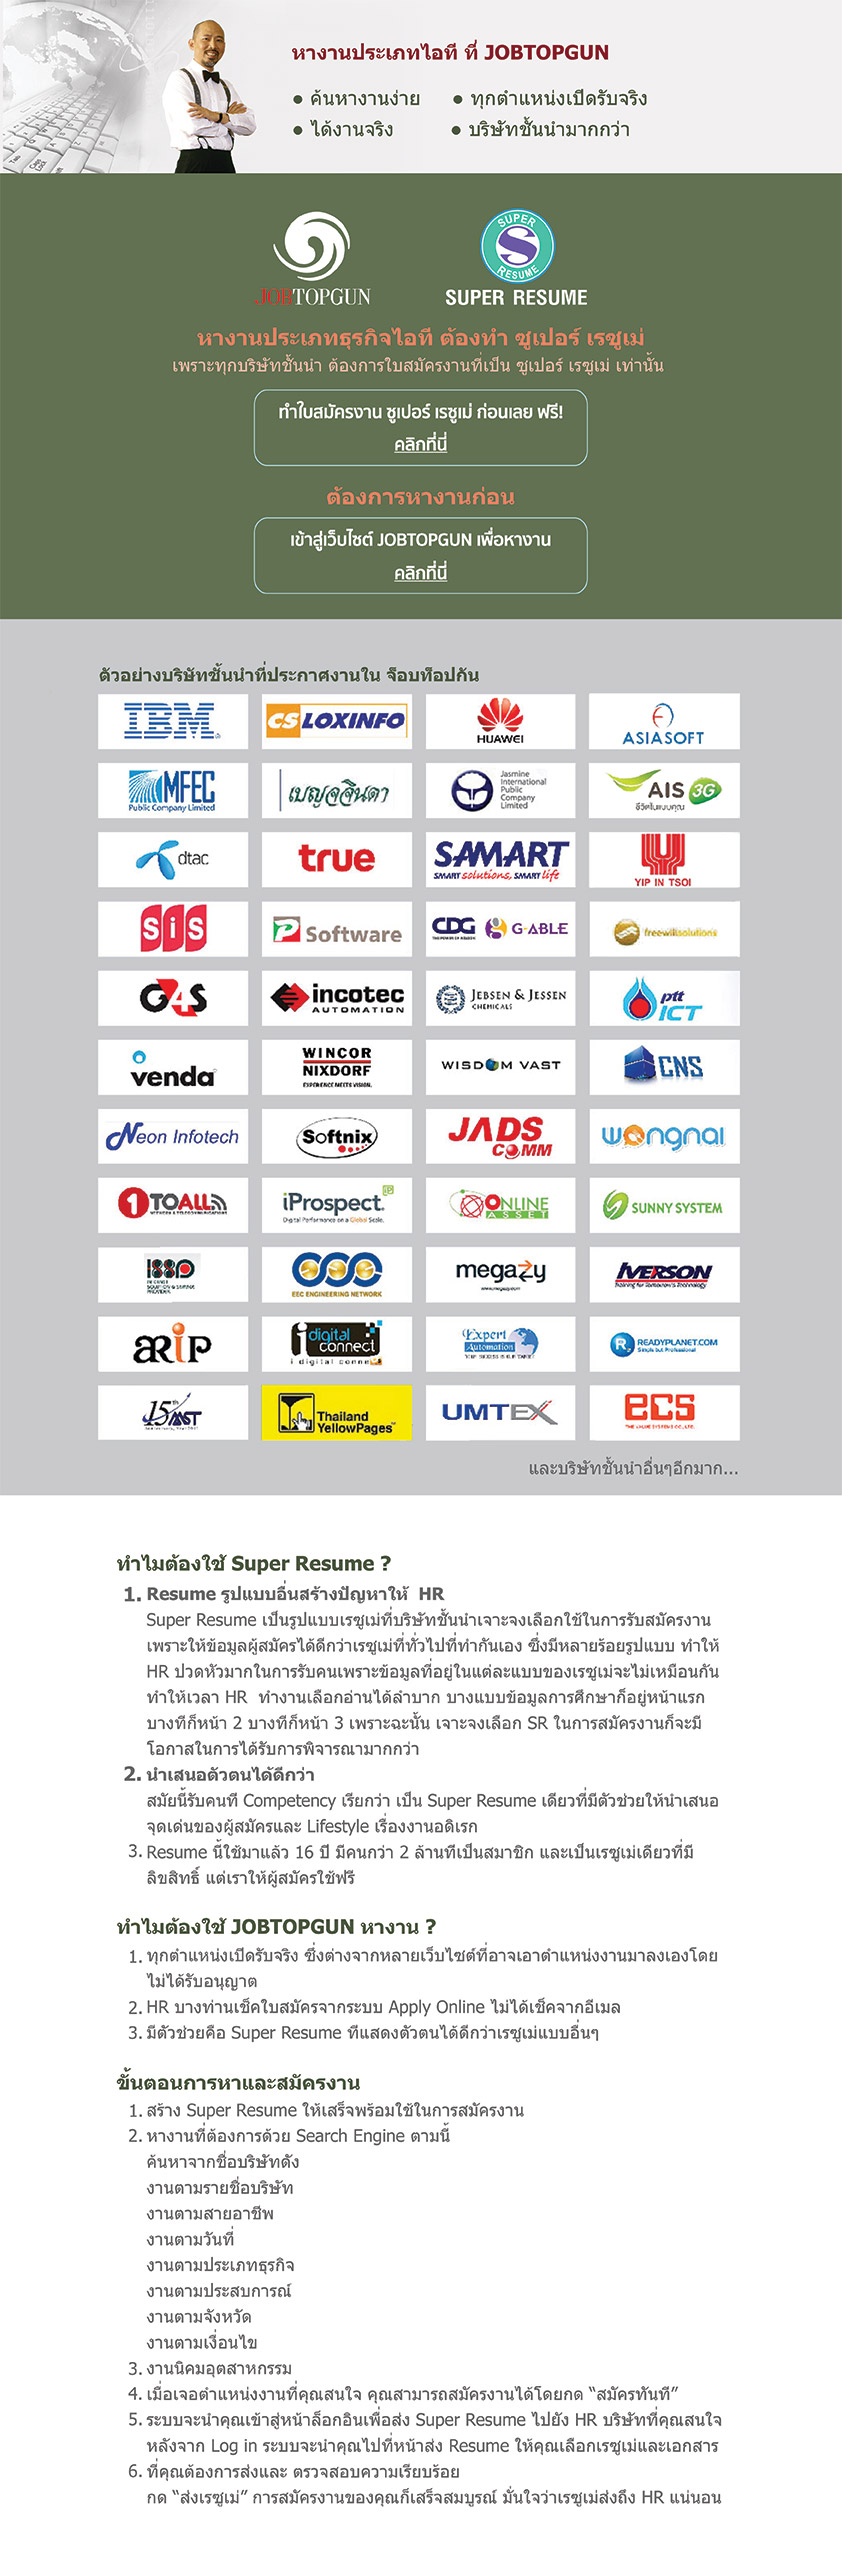 หางานประเภทไอที ที่ JOBTOPGUN
● ค้นหางานง่าย ● ทุกตำแหน่งเปิดรับจริง
● ได้งานจริง ● บริษัทชั้นนำมากกว่า
JOBTOPGUN
SUPER RESUME
SUPER RESUME
หางานประเภทธุรกิจไอที ต้องทำ ซูเปอร์ เรซูเม่
เพราะทุกบริษัทชั้นนำ ต้องการใบสมัครงานที่เป็น ซูเปอร์ เรซูเม่ เท่านั้น
ทำใบสมัครงาน ซูเปอร์ เรซูเม่ ก่อนเลย ฟรี!
คลิกที่นี่
ต้องการหางานก่อน
เข้าสู่เว็บไซต์ JOBTOPGUN เพื่อหางาน
คลิกที่นี่
ตัวอย่างบริษัทชั้นนำที่ประกาศงานใน จ๊อบท็อปกัน
IBM
CS LOXINFO
HUAWEI
ASIASOFT
MFEC
Public Company Limited
เบญจจินดา
Jasmine
International
Public
Company
Limited
AIS 3G
ชีวิตในแบบคุณ
dtac
true
SAMART
SMART solutions, SMART life
YIP IN TSOI
SiS
P Software
CDG G-ABLE
freewillsolutions
G4S
incotec
AUTOMATION
JEBSEN & JESSEN
CHEMICALS
ptt
ICT
venda
WINCOR
NIXDORF
EXPERIENCE MEETS VISION.
WISDOM VAST
CNS
Neon Infotech
Softnix
JADS
COMM
wongnai
1TOALL
NETWORK & TELECOMMUNICATIONS
iProspect.
Digital Performance on a Global Scale.
ONLINE
ASSET
SUNNY SYSTEM
ISSP
EEC ENGINEERING NETWORK
megazy
IVERSON
Training for Tomorrow's Technology
ARiP
i digital
connect
i digital connect
Expert
Automation
READYPLANET.COM
Simple but Professional
15th MST
Thailand
YellowPages
UMTEX
ECS
และบริษัทชั้นนำอื่นๆอีกมาก...
ทำไมต้องใช้ Super Resume ?
1. Resume รูปแบบอื่นสร้างปัญหาให้ HR
Super Resume เป็นรูปแบบเรซูเม่ที่บริษัทชั้นนำเจาะจงเลือกใช้ในการรับสมัครงาน
เพราะให้ข้อมูลผู้สมัครได้ดีกว่าเรซูเม่ที่ทั่วไปที่ทำกันเอง ซึ่งมีหลายร้อยรูปแบบ ทำให้
HR ปวดหัวมากในการรับคนเพราะข้อมูลที่อยู่ในแต่ละแบบของเรซูเม่จะไม่เหมือนกัน
ทำให้เวลา HR ทำงานเลือกอ่านได้ลำบาก บางแบบข้อมูลการศึกษาก็อยู่หน้าแรก
บางทีก็หน้า 2 บางทีก็หน้า 3 เพราะฉะนั้น เจาะจงเลือก SR ในการสมัครงานก็จะมี
โอกาสในการได้รับการพิจารณามากกว่า
2. นำเสนอตัวตนได้ดีกว่า
สมัยนี้รับคนที่ Competency เรียกว่า เป็น Super Resume เดียวที่มีตัวช่วยให้นำเสนอ
จุดเด่นของผู้สมัครและ Lifestyle เรื่องงานอดิเรก
3. Resume นี้ใช้มาแล้ว 16 ปี มีคนกว่า 2 ล้านที่เป็นสมาชิก และเป็นเรซูเม่เดียวที่มี
ลิขสิทธิ์ แต่เราให้ผู้สมัครใช้ฟรี
ทำไมต้องใช้ JOBTOPGUN หางาน ?
1. ทุกตำแหน่งเปิดรับจริง ซึ่งต่างจากหลายเว็บไซต์ที่อาจเอาตำแหน่งงานมาลงเองโดย
ไม่ได้รับอนุญาต
2. HR บางท่านเช็คใบสมัครจากระบบ Apply Online ไม่ได้เช็คจากอีเมล
3. มีตัวช่วยคือ Super Resume ที่แสดงตัวตนได้ดีกว่าเรซูเม่แบบอื่นๆ
ขั้นตอนการหาและสมัครงาน
1. สร้าง Super Resume ให้เสร็จพร้อมใช้ในการสมัครงาน
2. หางานที่ต้องการด้วย Search Engine ตามนี้
ค้นหาจากชื่อบริษัทดัง
งานตามรายชื่อบริษัท
งานตามสายอาชีพ
งานตามวันที่
งานตามประเภทธุรกิจ
งานตามประสบการณ์
งานตามจังหวัด
งานตามเงื่อนไข
3. งานนิคมอุตสาหกรรม
4. เมื่อเจอตำแหน่งงานที่คุณสนใจ คุณสามารถสมัครงานได้โดยกด “สมัครทันที”
5. ระบบจะนำคุณเข้าสู่หน้าล็อกอินเพื่อส่ง Super Resume ไปยัง HR บริษัทที่คุณสนใจ
หลังจาก Log in ระบบจะนำคุณไปที่หน้าส่ง Resume ให้คุณเลือกเรซูเม่และเอกสาร
6. ที่คุณต้องการส่งและ ตรวจสอบความเรียบร้อย
กด “ส่งเรซูเม่” การสมัครงานของคุณก็เสร็จสมบูรณ์ มั่นใจว่าเรซูเม่ส่งถึง HR แน่นอน